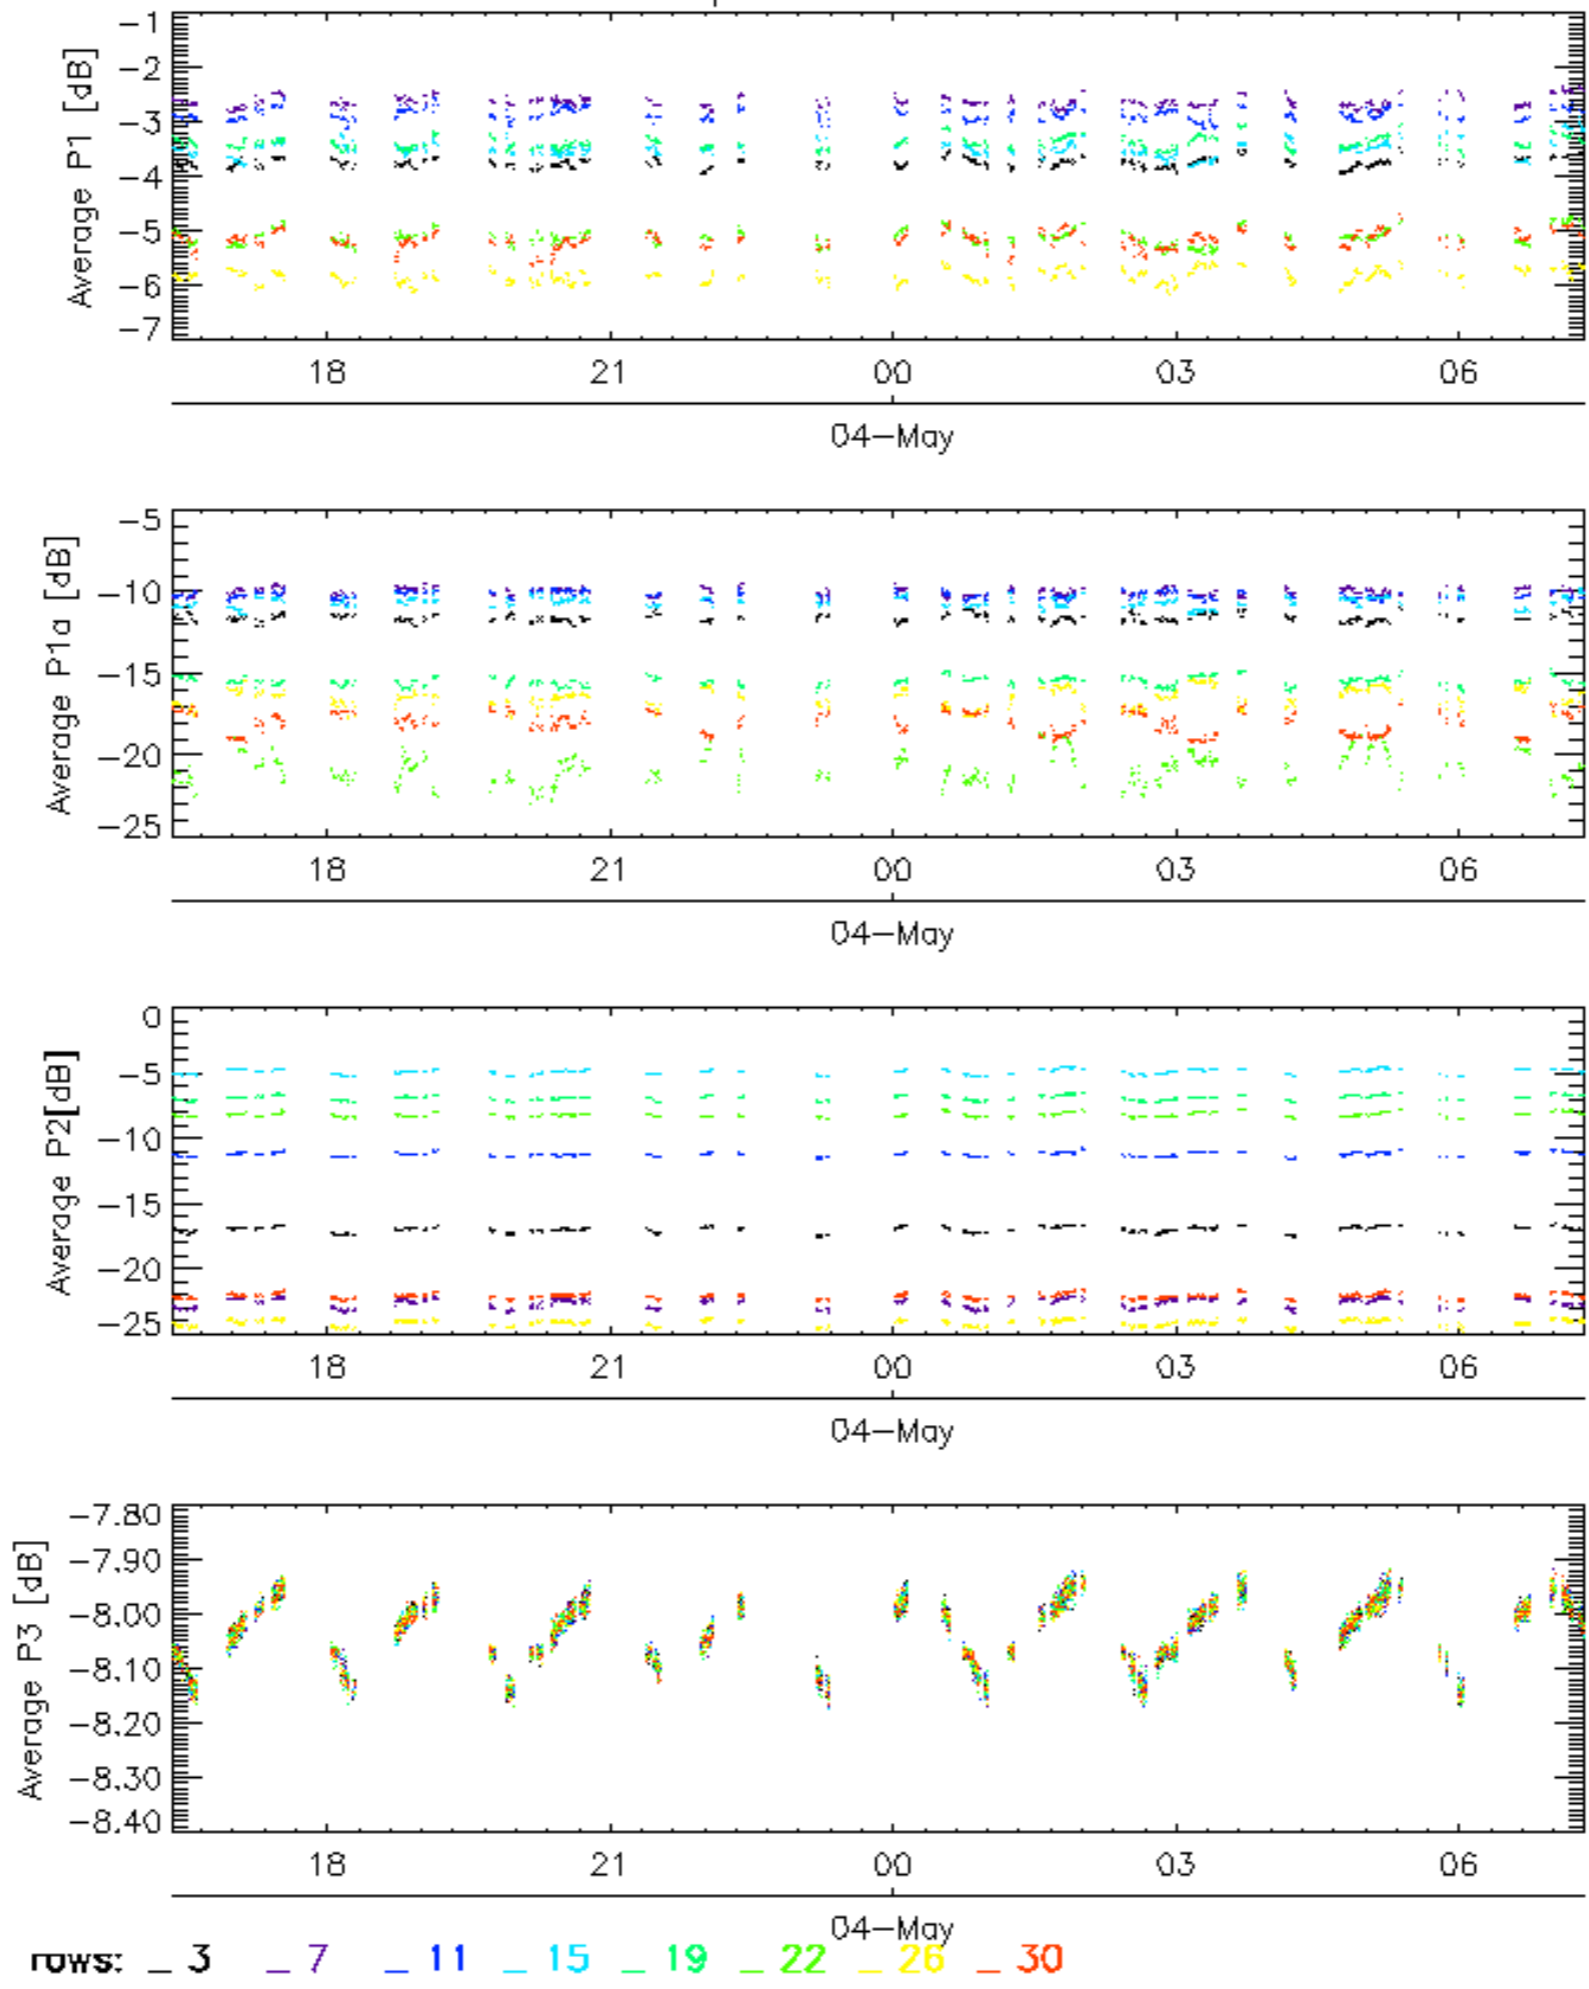 Average P1 [dB]
-1
-2
-3
-4
-5
-6
-7
18 21 00 03 06
04-May
Average P1a [dB]
-5
-10
-15
-20
-25
18 21 00 03 06
04-May
Average P2[dB]
0
-5
-10
-15
-20
-25
18 21 00 03 06
04-May
Average P3 [dB]
-7.80
-7.90
-8.00
-8.10
-8.20
-8.30
-8.40
18 21 00 03 06
04-May
rows: _ 3 _ 7 _ 11 _ 15 _ 19 _ 22 _ 26 _ 30